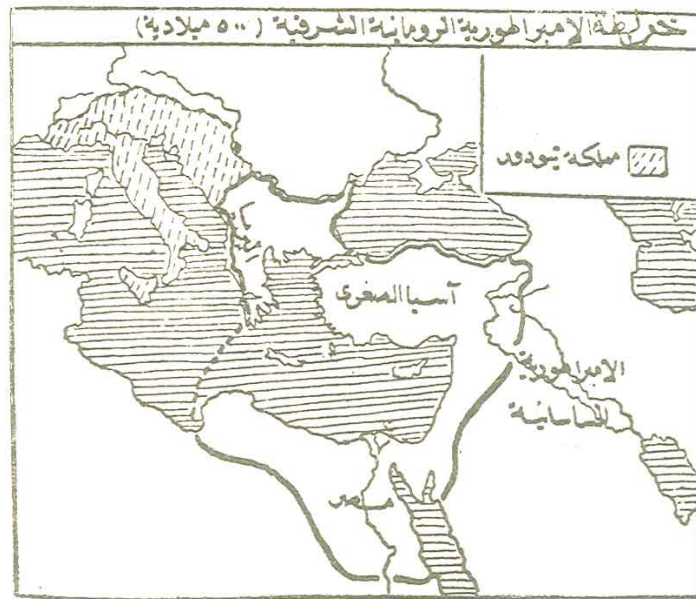 خريطة الإمبراطورية الرومانية الشرقية (٥٠٠ ميلادية)
مملكة تيودور
آسيا الصغرى
الإمبراطورية
الساسانية
مصر